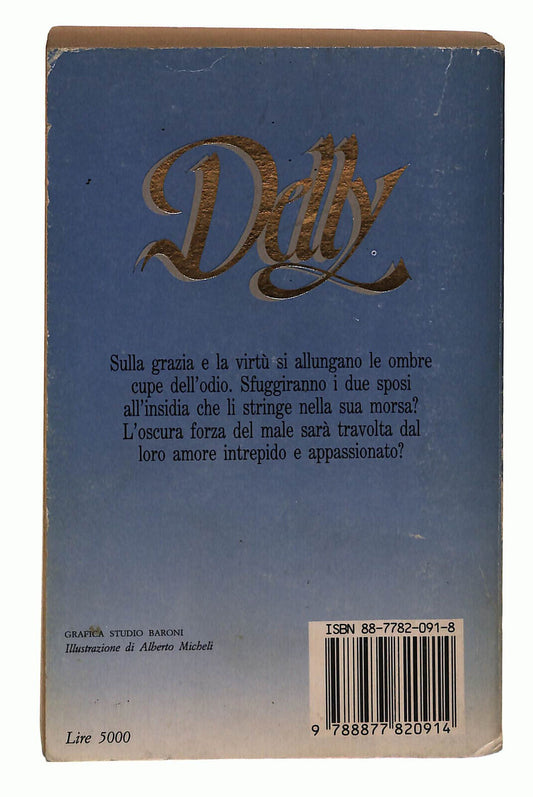 Delly
Sulla grazia e la virtù si allungano le ombre
cupe dell'odio. Sfuggiranno i due sposi
all'insidia che li stringe nella sua morsa?
L'oscura forza del male sarà travolta dal
loro amore intrepido e appassionato?
GRAFICA STUDIO BARONI
Illustrazione di Alberto Micheli
Lire 5000
ISBN 88-7782-091-8
9 788877 820914